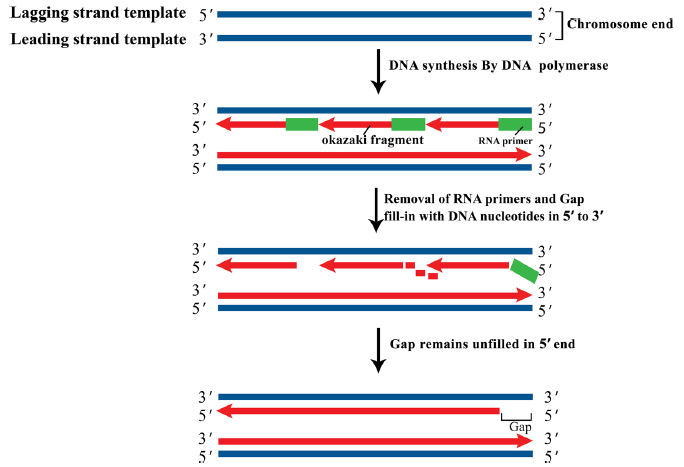 Lagging strand template 5′ 3′
Chromosome end
Leading strand template 3′ 5′
DNA synthesis By DNA polymerase
3′ 3′
5′ 5′
okazaki fragment RNA primer
3′ 3′
5′ 5′
Removal of RNA primers and Gap
fill-in with DNA nucleotides in 5′ to 3′
3′ 3′
5′ 5′
3′ 3′
5′ 5′
Gap remains unfilled in 5′ end
3′ 3′
5′ 5′
Gap
3′ 3′
5′ 5′